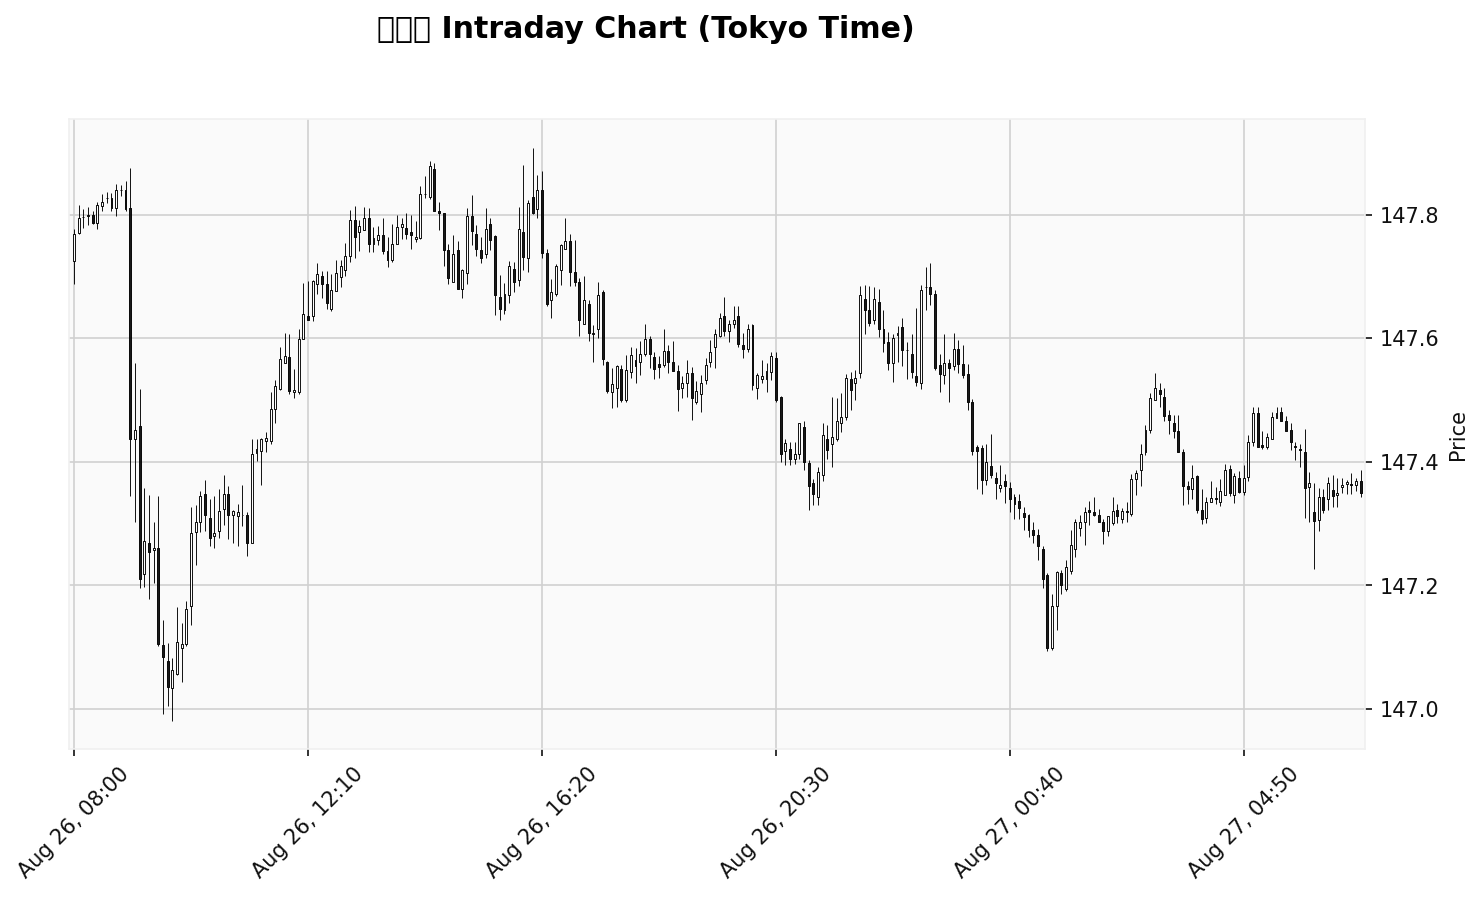 Intraday Chart (Tokyo Time)
147.8
147.6
147.4
147.2
147.0
Price
Aug 26, 08:00
Aug 26, 12:10
Aug 26, 16:20
Aug 26, 20:30
Aug 27, 00:40
Aug 27, 04:50